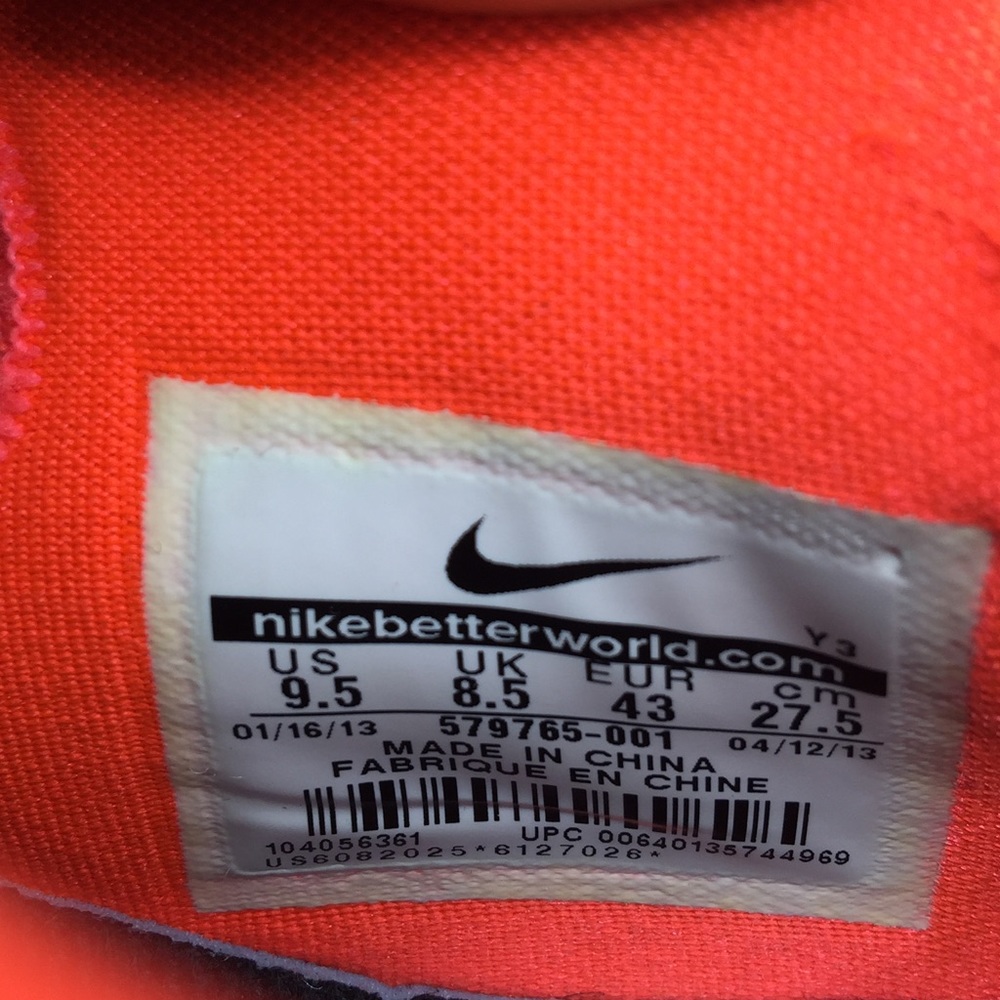 nikebetterworld.com
Y3
US UK EUR cm
9.5 8.5 43 27.5
01/16/13 579765-001 04/12/13
MADE IN CHINA
FABRIQUE EN CHINE
104056361 UPC 00640135744969
US6082025*6127026*